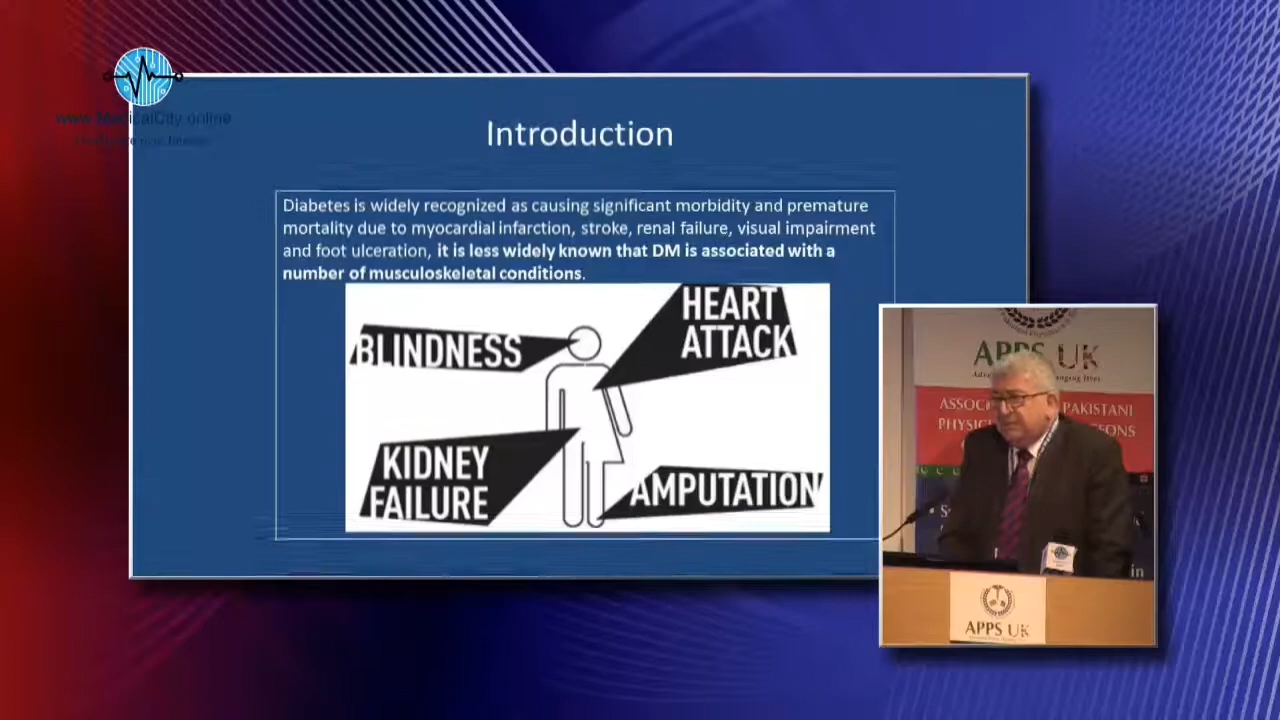 www.MedicalCity.online
Introduction
Diabetes is widely recognized as causing significant morbidity and premature
mortality due to myocardial infarction, stroke, renal failure, visual impairment
and foot ulceration, it is less widely known that DM is associated with a
number of musculoskeletal conditions.
BLINDNESS
HEART
ATTACK
KIDNEY
FAILURE
AMPUTATION
APPS UK
PAKISTANI
in
APPS UK